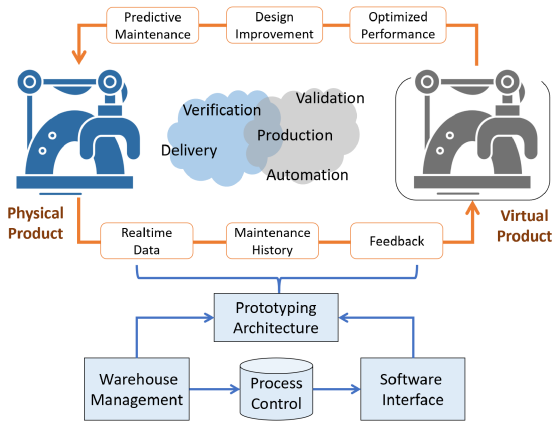 Predictive
Maintenance
Design
Improvement
Optimized
Performance
Verification
Validation
Production
Delivery
Automation
Physical
Product
Virtual
Product
Realtime
Data
Maintenance
History
Feedback
Prototyping
Architecture
Warehouse
Management
Process
Control
Software
Interface